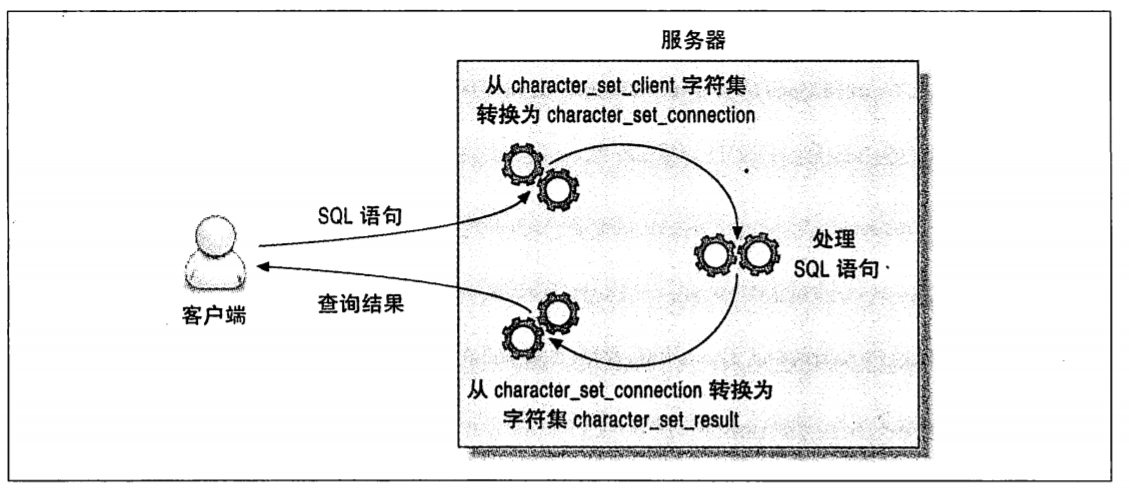 服务器
从 character_set_client 字符集
转换为 character_set_connection
SQL 语句
处理
SQL 语句
客户端
查询结果
从 character_set_connection 转换为
字符集 character_set_result